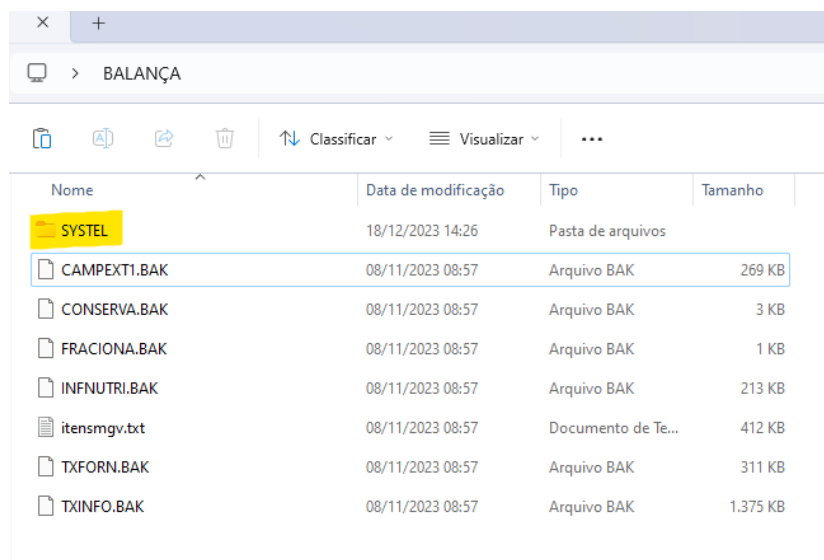 BALANÇA
Classificar Visualizar
Nome Data de modificação Tipo Tamanho
SYSTEL 18/12/2023 14:26 Pasta de arquivos
CAMPEXT1.BAK 08/11/2023 08:57 Arquivo BAK 269 KB
CONSERVA.BAK 08/11/2023 08:57 Arquivo BAK 3 KB
FRACIONA.BAK 08/11/2023 08:57 Arquivo BAK 1 KB
INFNUTRI.BAK 08/11/2023 08:57 Arquivo BAK 213 KB
itensmgv.txt 08/11/2023 08:57 Documento de Te... 412 KB
TXFORN.BAK 08/11/2023 08:57 Arquivo BAK 311 KB
TXINFO.BAK 08/11/2023 08:57 Arquivo BAK 1.375 KB